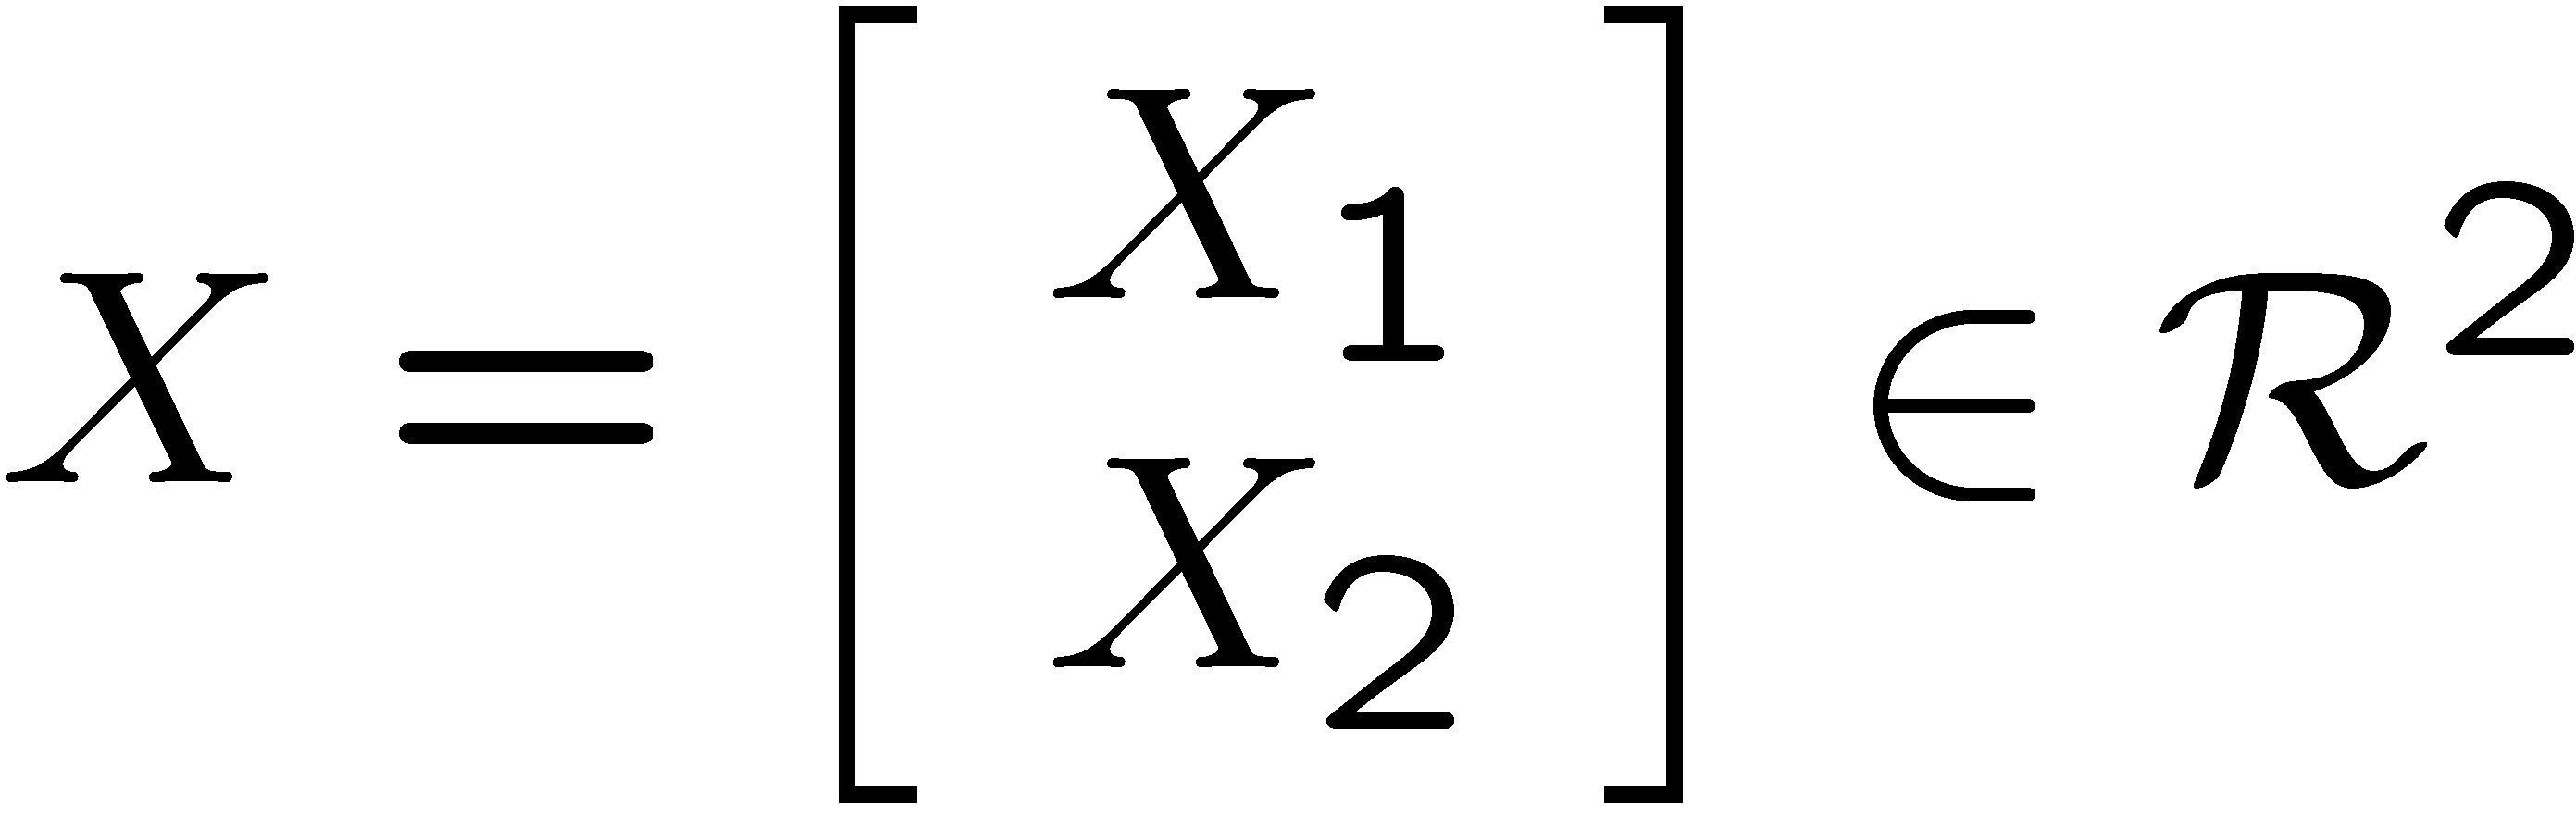 X = [ X₁ X₂ ] ∈ ℛ²